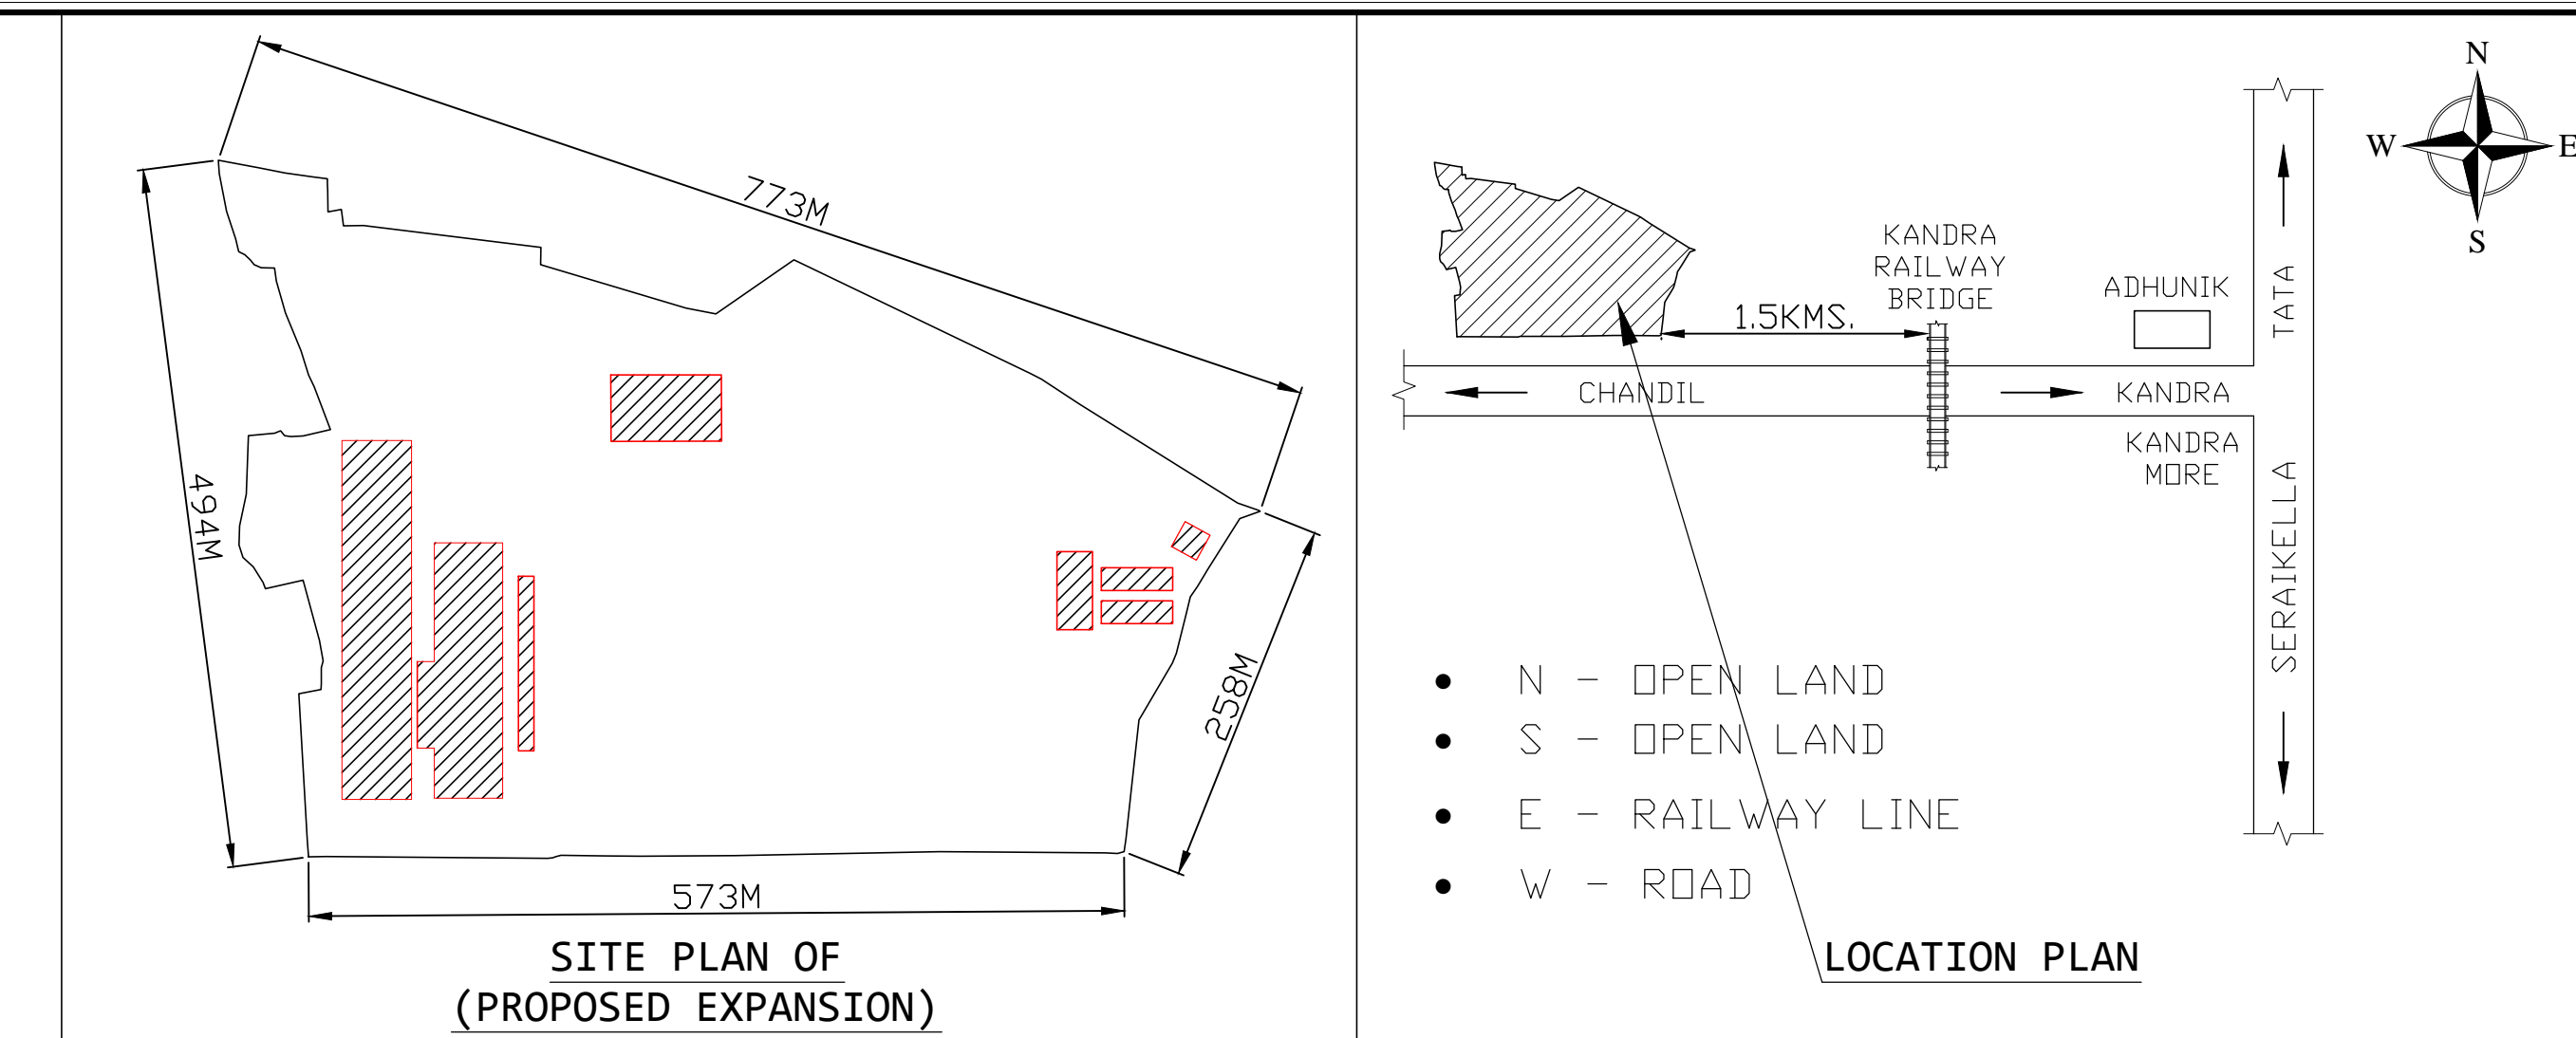 773M
494M
258M
573M
SITE PLAN OF
(PROPOSED EXPANSION)
N
W
E
S
KANDRA
RAILWAY
BRIDGE
ADHUNIK
1.5KMS.
TATA
CHANDIL
KANDRA
KANDRA
MORE
SERAIKELLA
• N - OPEN LAND
• S - OPEN LAND
• E - RAILWAY LINE
• W - ROAD
LOCATION PLAN